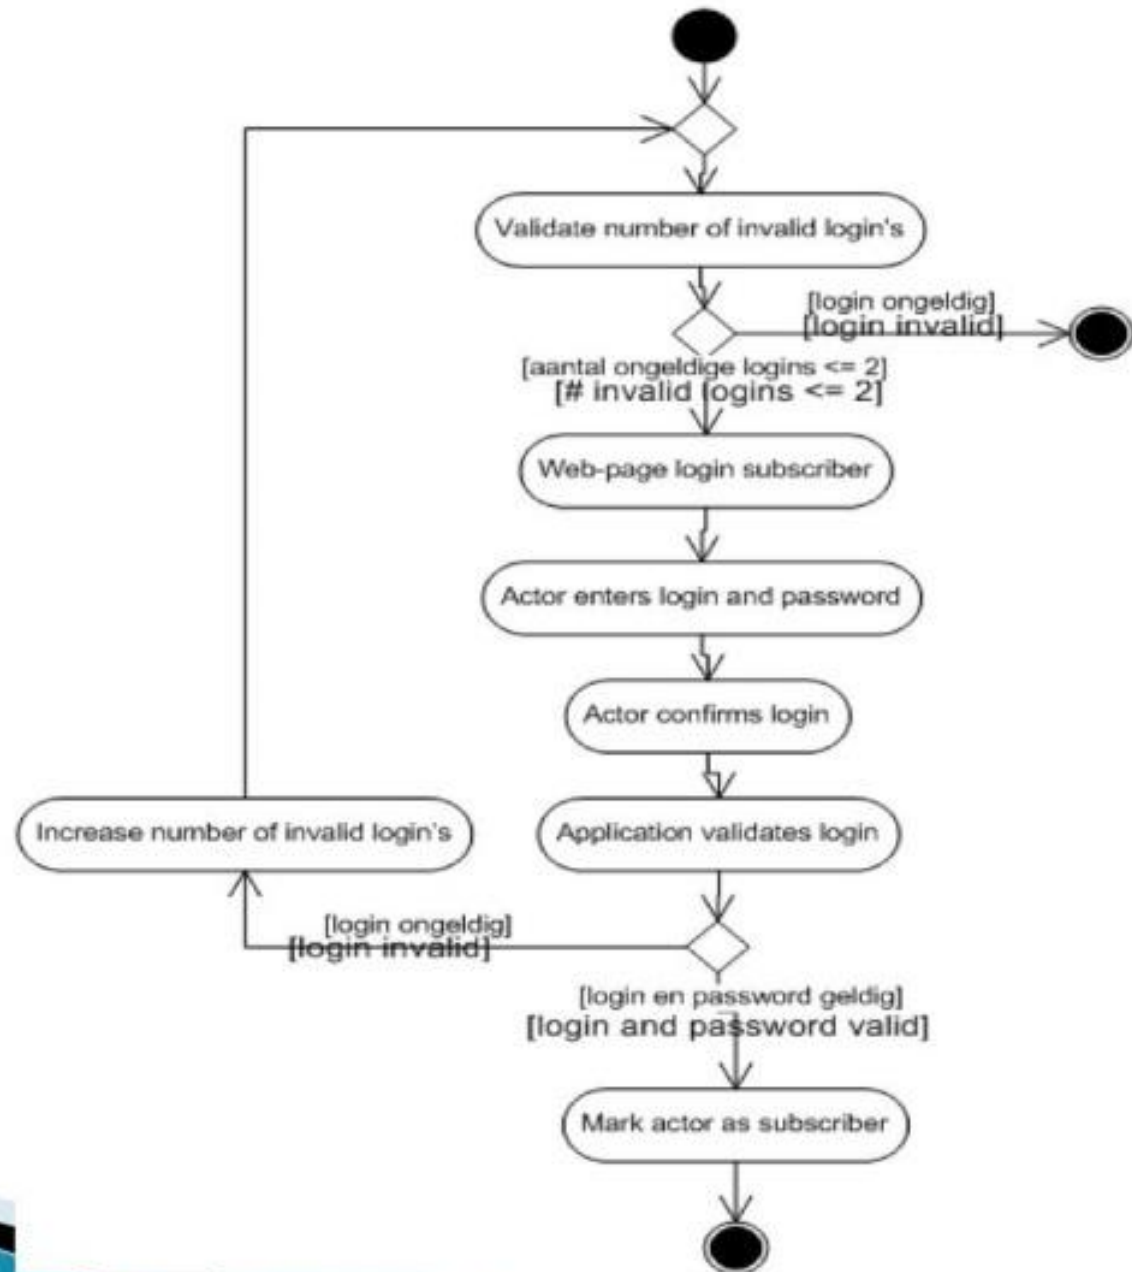 Validate number of invalid login's
[login ongeldig]
[login invalid]
[aantal ongeldige logins <= 2]
[# invalid logins <= 2]
Web-page login subscriber
Actor enters login and password
Actor confirms login
Increase number of invalid login's
Application validates login
[login ongeldig]
[login invalid]
[login en password geldig]
[login and password valid]
Mark actor as subscriber